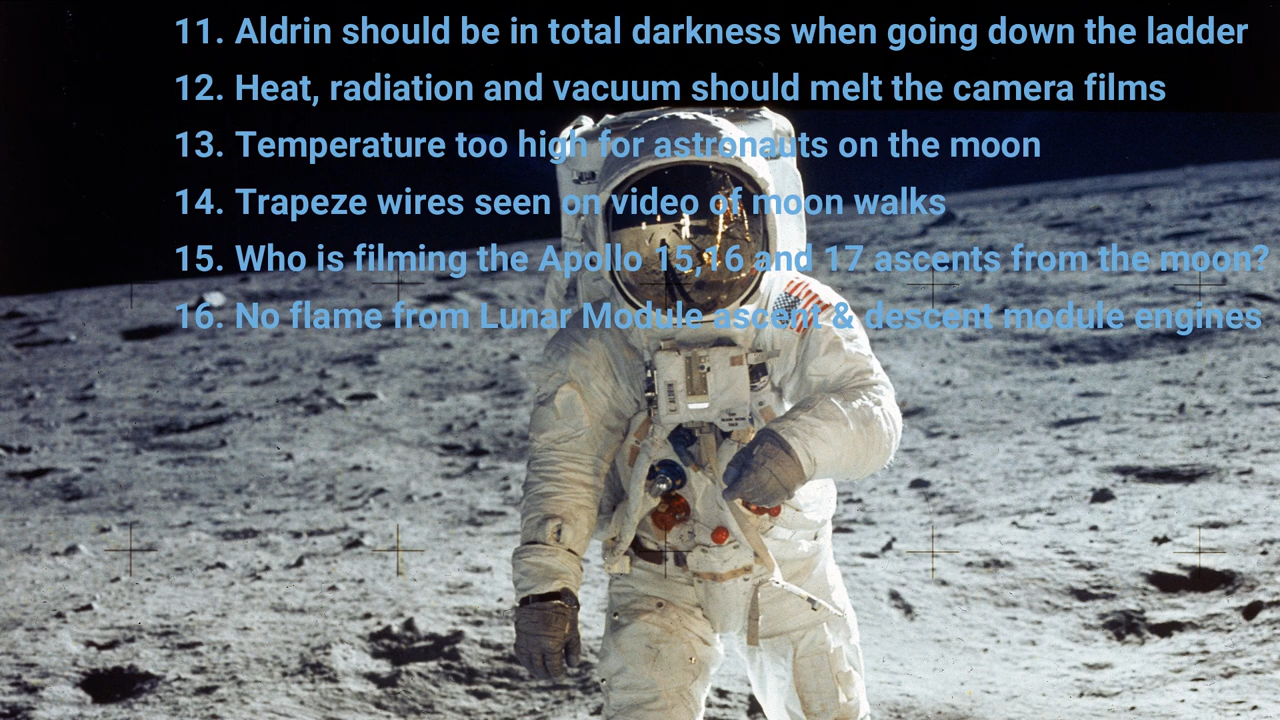 11. Aldrin should be in total darkness when going down the ladder
12. Heat, radiation and vacuum should melt the camera films
13. Temperature too high for astronauts on the moon
14. Trapeze wires seen on video of moon walks
15. Who is filming the Apollo 15,16 and 17 ascents from the moon?
16. No flame from Lunar Module ascent & descent module engines